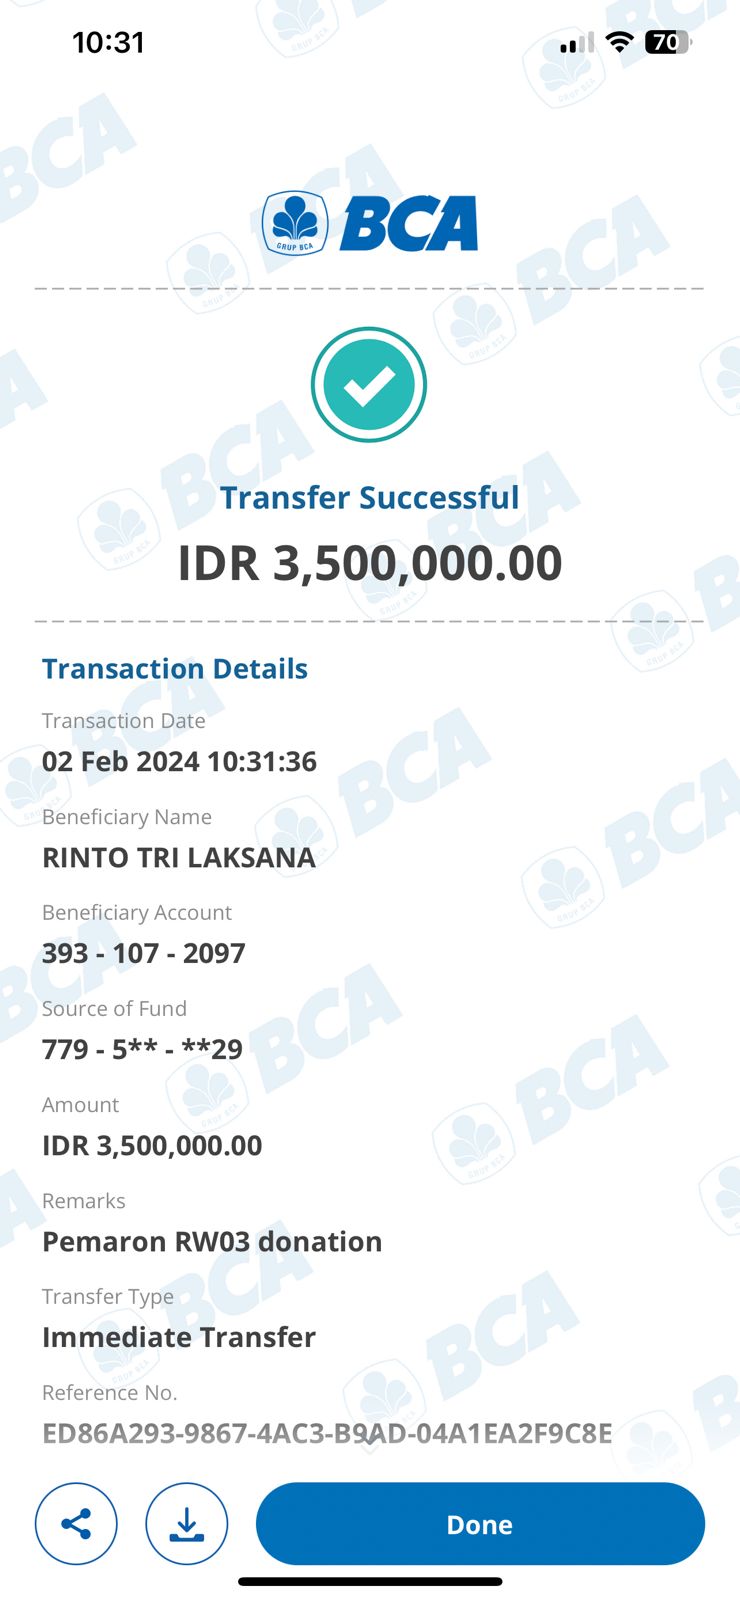 10:31
70
GRUP BCA
BCA
Transfer Successful
IDR 3,500,000.00
Transaction Details
Transaction Date
02 Feb 2024 10:31:36
Beneficiary Name
RINTO TRI LAKSANA
Beneficiary Account
393 - 107 - 2097
Source of Fund
779 - 5** - **29
Amount
IDR 3,500,000.00
Remarks
Pemaron RW03 donation
Transfer Type
Immediate Transfer
Reference No.
ED86A293-9867-4AC3-B9AD-04A1EA2F9C8E
Done